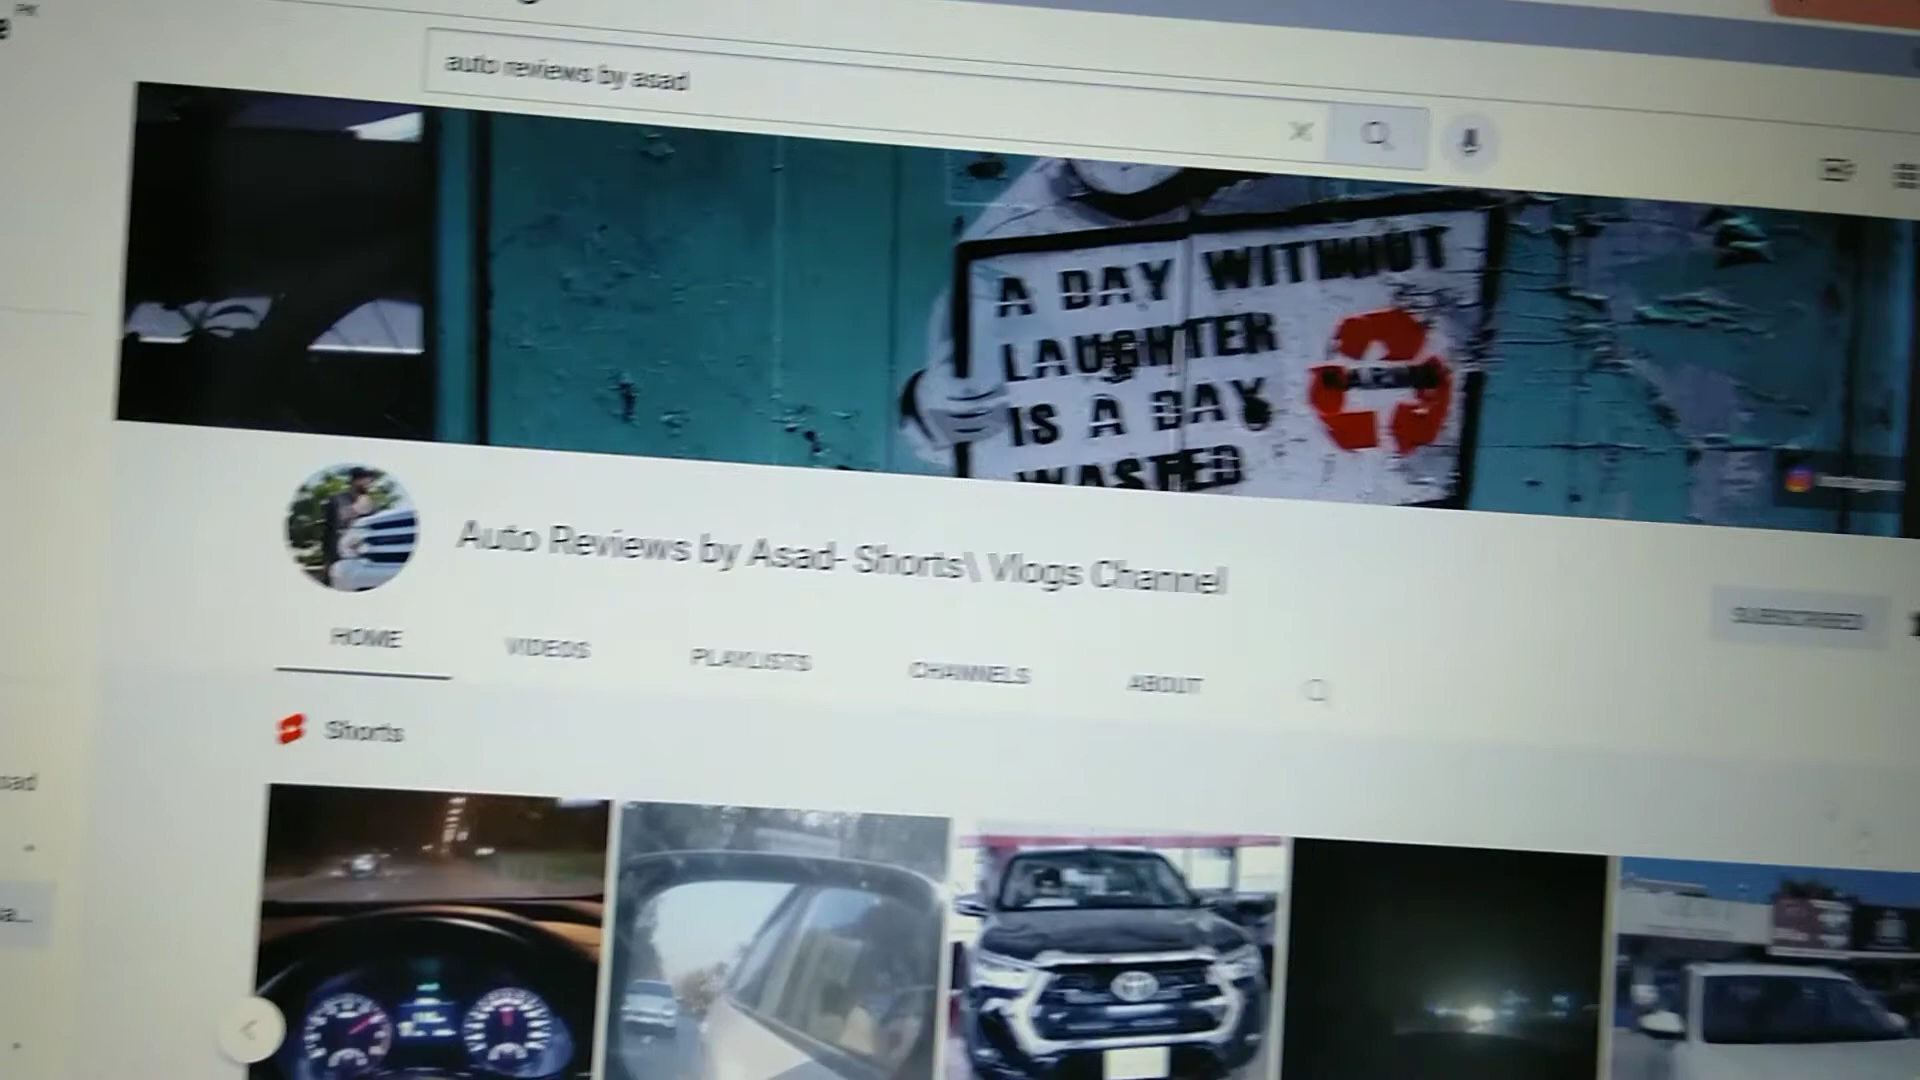 PK
auto reviews by asad
A DAY WITHOUT
LAUGHTER
IS A DAY
WASTED
Auto Reviews by Asad- Shorts\ Vlogs Channel
SUBSCRIBED
HOME
VIDEOS
PLAYLISTS
CHANNELS
ABOUT
Shorts